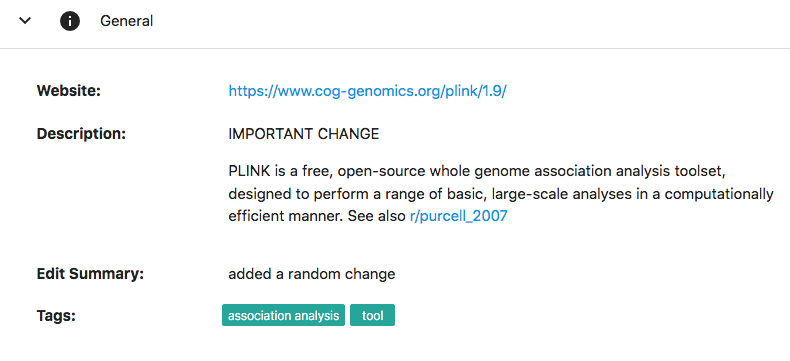 General
Website: https://www.cog-genomics.org/plink/1.9/
Description: IMPORTANT CHANGE
PLINK is a free, open-source whole genome association analysis toolset,
designed to perform a range of basic, large-scale analyses in a computationally
efficient manner. See also r/purcell_2007
Edit Summary: added a random change
Tags: association analysis tool